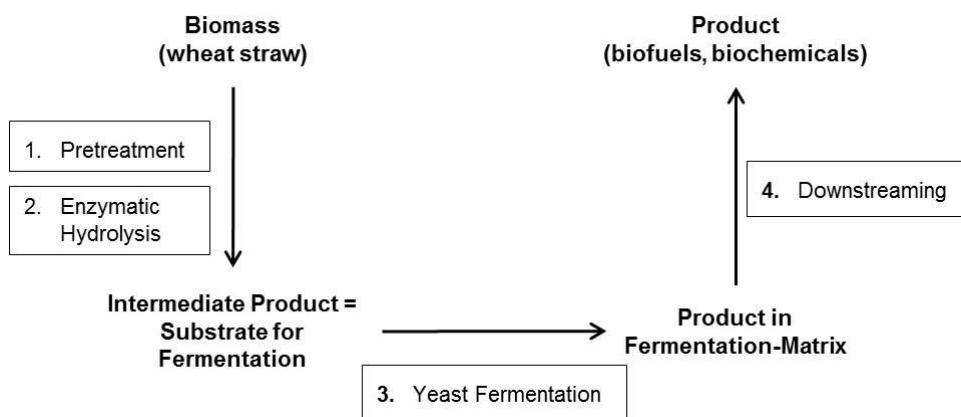 Biomass
(wheat straw)
Product
(biofuels, biochemicals)
1. Pretreatment
2. Enzymatic
Hydrolysis
4. Downstreaming
Intermediate Product =
Substrate for
Fermentation
Product in
Fermentation-Matrix
3. Yeast Fermentation